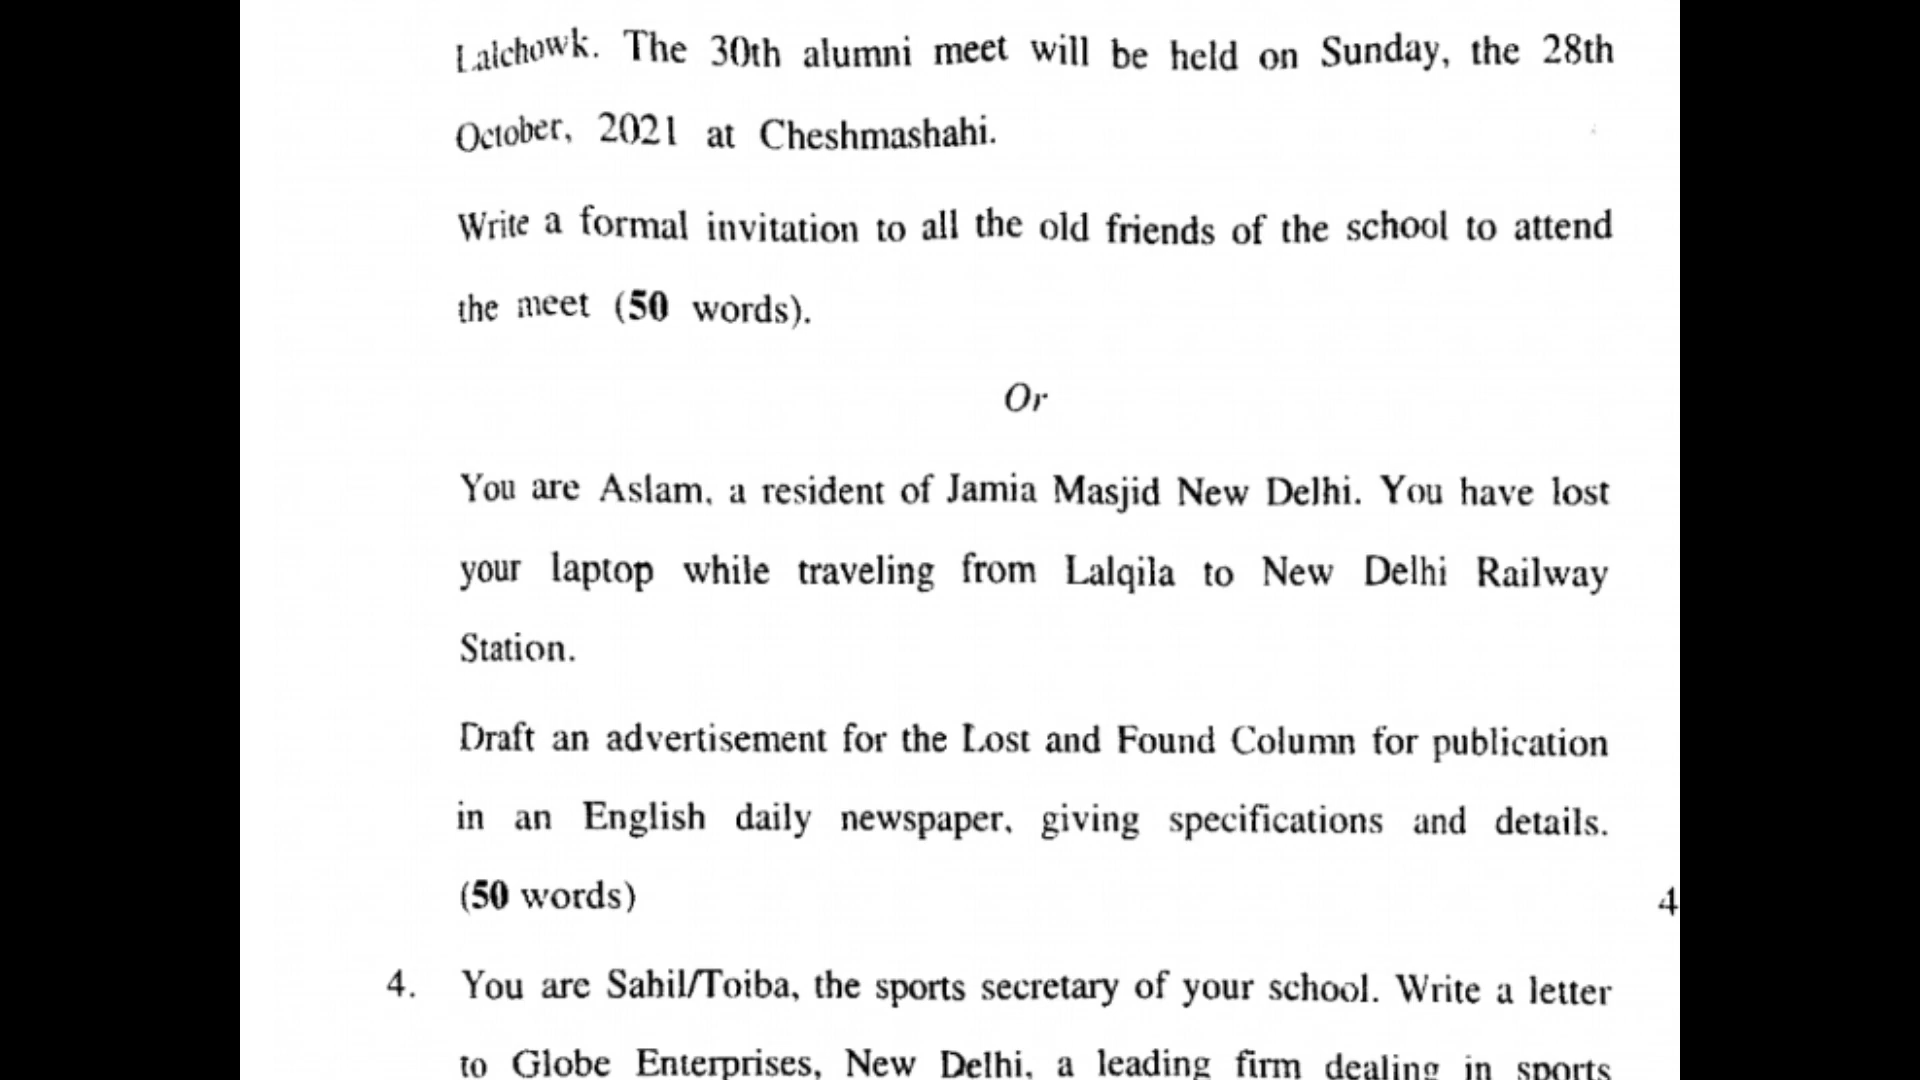 Lalchowk. The 30th alumni meet will be held on Sunday, the 28th
October, 2021 at Cheshmashahi.
Write a formal invitation to all the old friends of the school to attend
the meet (50 words).
Or
You are Aslam, a resident of Jamia Masjid New Delhi. You have lost
your laptop while traveling from Lalqila to New Delhi Railway
Station.
Draft an advertisement for the Lost and Found Column for publication
in an English daily newspaper, giving specifications and details.
(50 words) 4
4. You are Sahil/Toiba, the sports secretary of your school. Write a letter
to Globe Enterprises, New Delhi, a leading firm dealing in sports